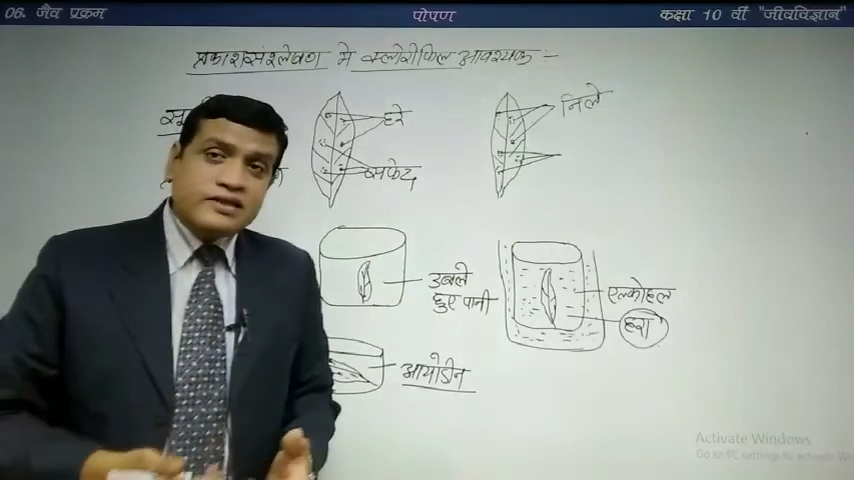 06. जैव प्रक्रम
पोषण
कक्षा 10 वीं "जीवविज्ञान"
प्रकाशसंश्लेषण मे क्लोरोफिल आवश्यक :-
हरे
सफेद
निले
उबले
हुए पानी
एल्कोहल
हरा
आयोडीन
Activate Windows
Go to PC settings to activate Win